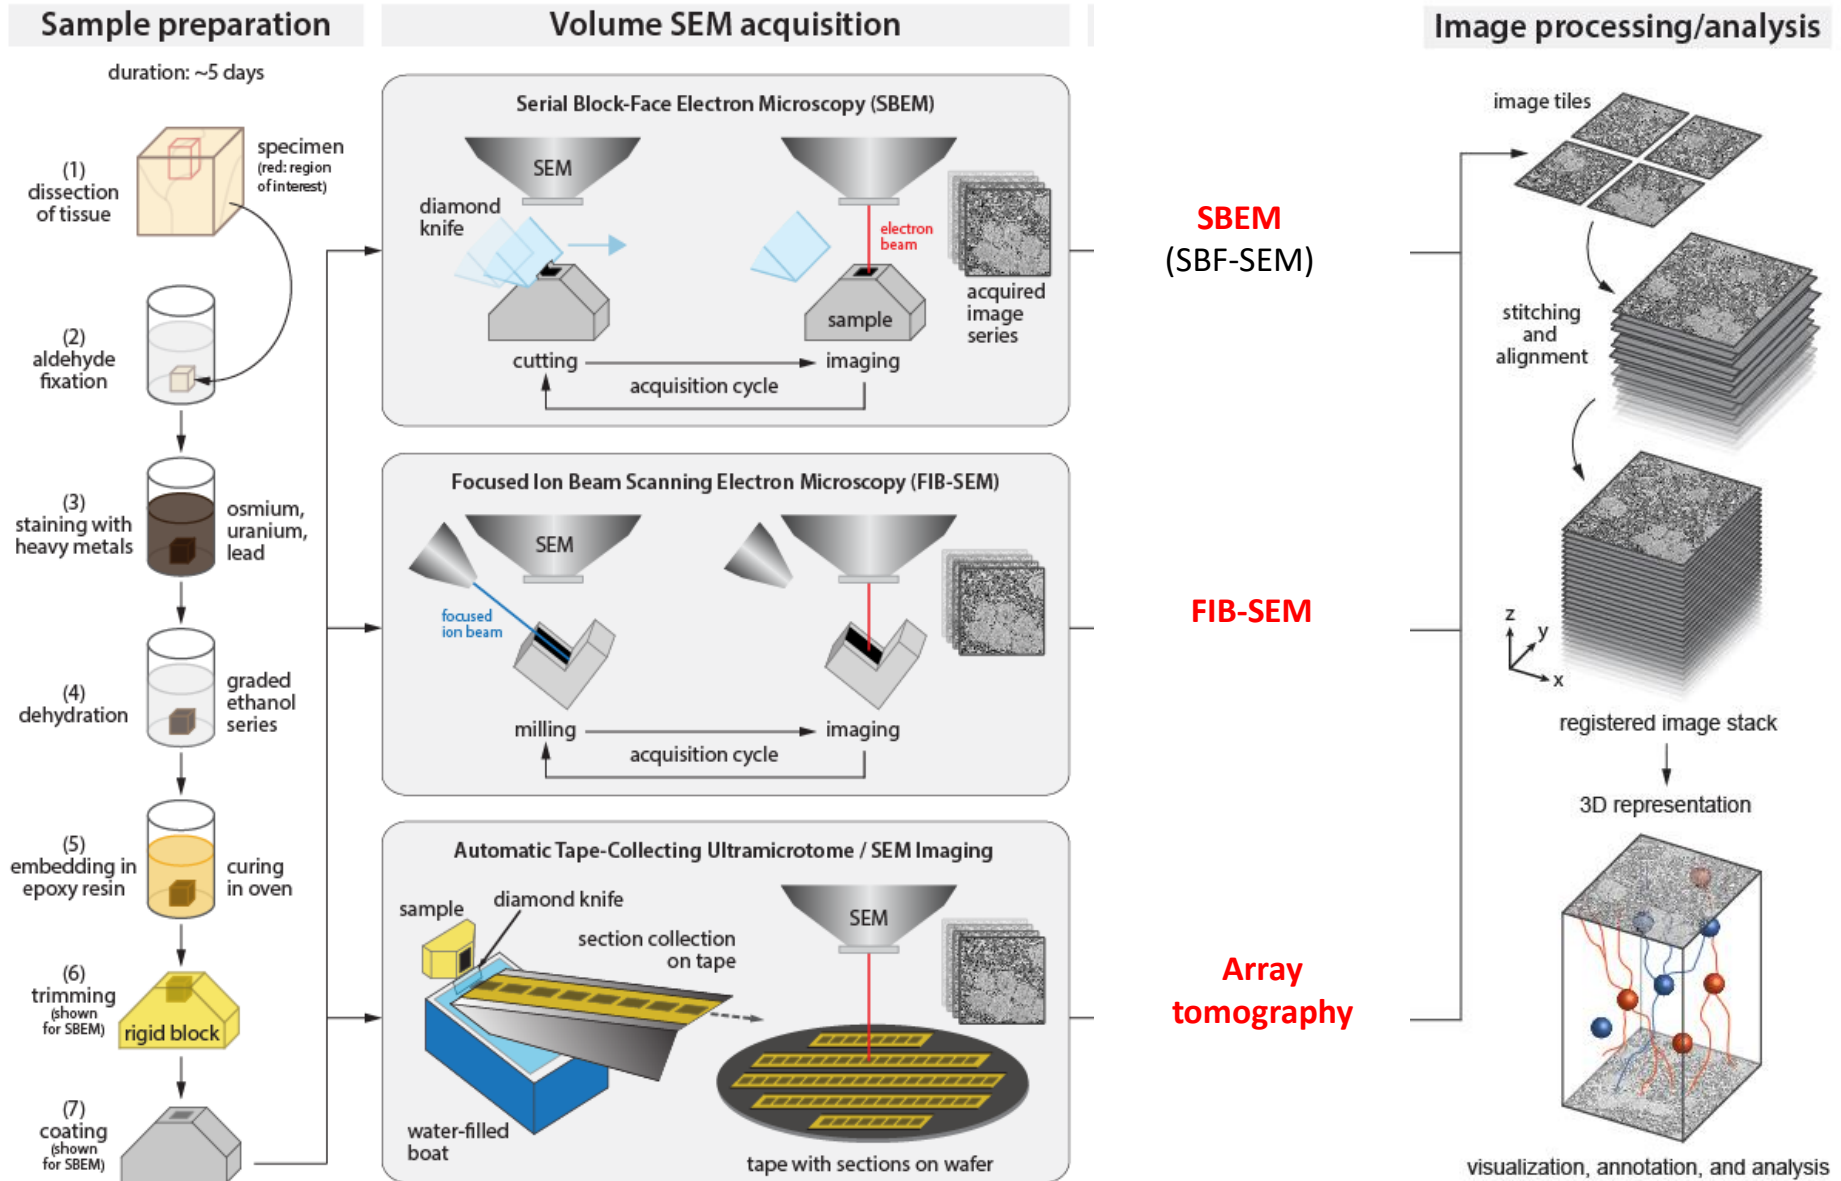 Sample preparation
duration: ~5 days
(1)
dissection
of tissue
specimen
(red: region
of interest)
(2)
aldehyde
fixation
(3)
staining with
heavy metals
osmium,
uranium,
lead
(4)
dehydration
graded
ethanol
series
(5)
embedding in
epoxy resin
curing
in oven
(6)
trimming
(shown
for SBEM)
rigid block
(7)
coating
(shown
for SBEM)
Volume SEM acquisition
Serial Block-Face Electron Microscopy (SBEM)
SEM
diamond
knife
electron
beam
sample
acquired
image
series
cutting
imaging
acquisition cycle
Focused Ion Beam Scanning Electron Microscopy (FIB-SEM)
SEM
focused
ion beam
milling
imaging
acquisition cycle
Automatic Tape-Collecting Ultramicrotome / SEM Imaging
sample
diamond knife
section collection
on tape
SEM
water-filled
boat
tape with sections on wafer
SBEM
(SBF-SEM)
FIB-SEM
Array
tomography
Image processing/analysis
image tiles
stitching
and
alignment
z
y
x
registered image stack
3D representation
visualization, annotation, and analysis